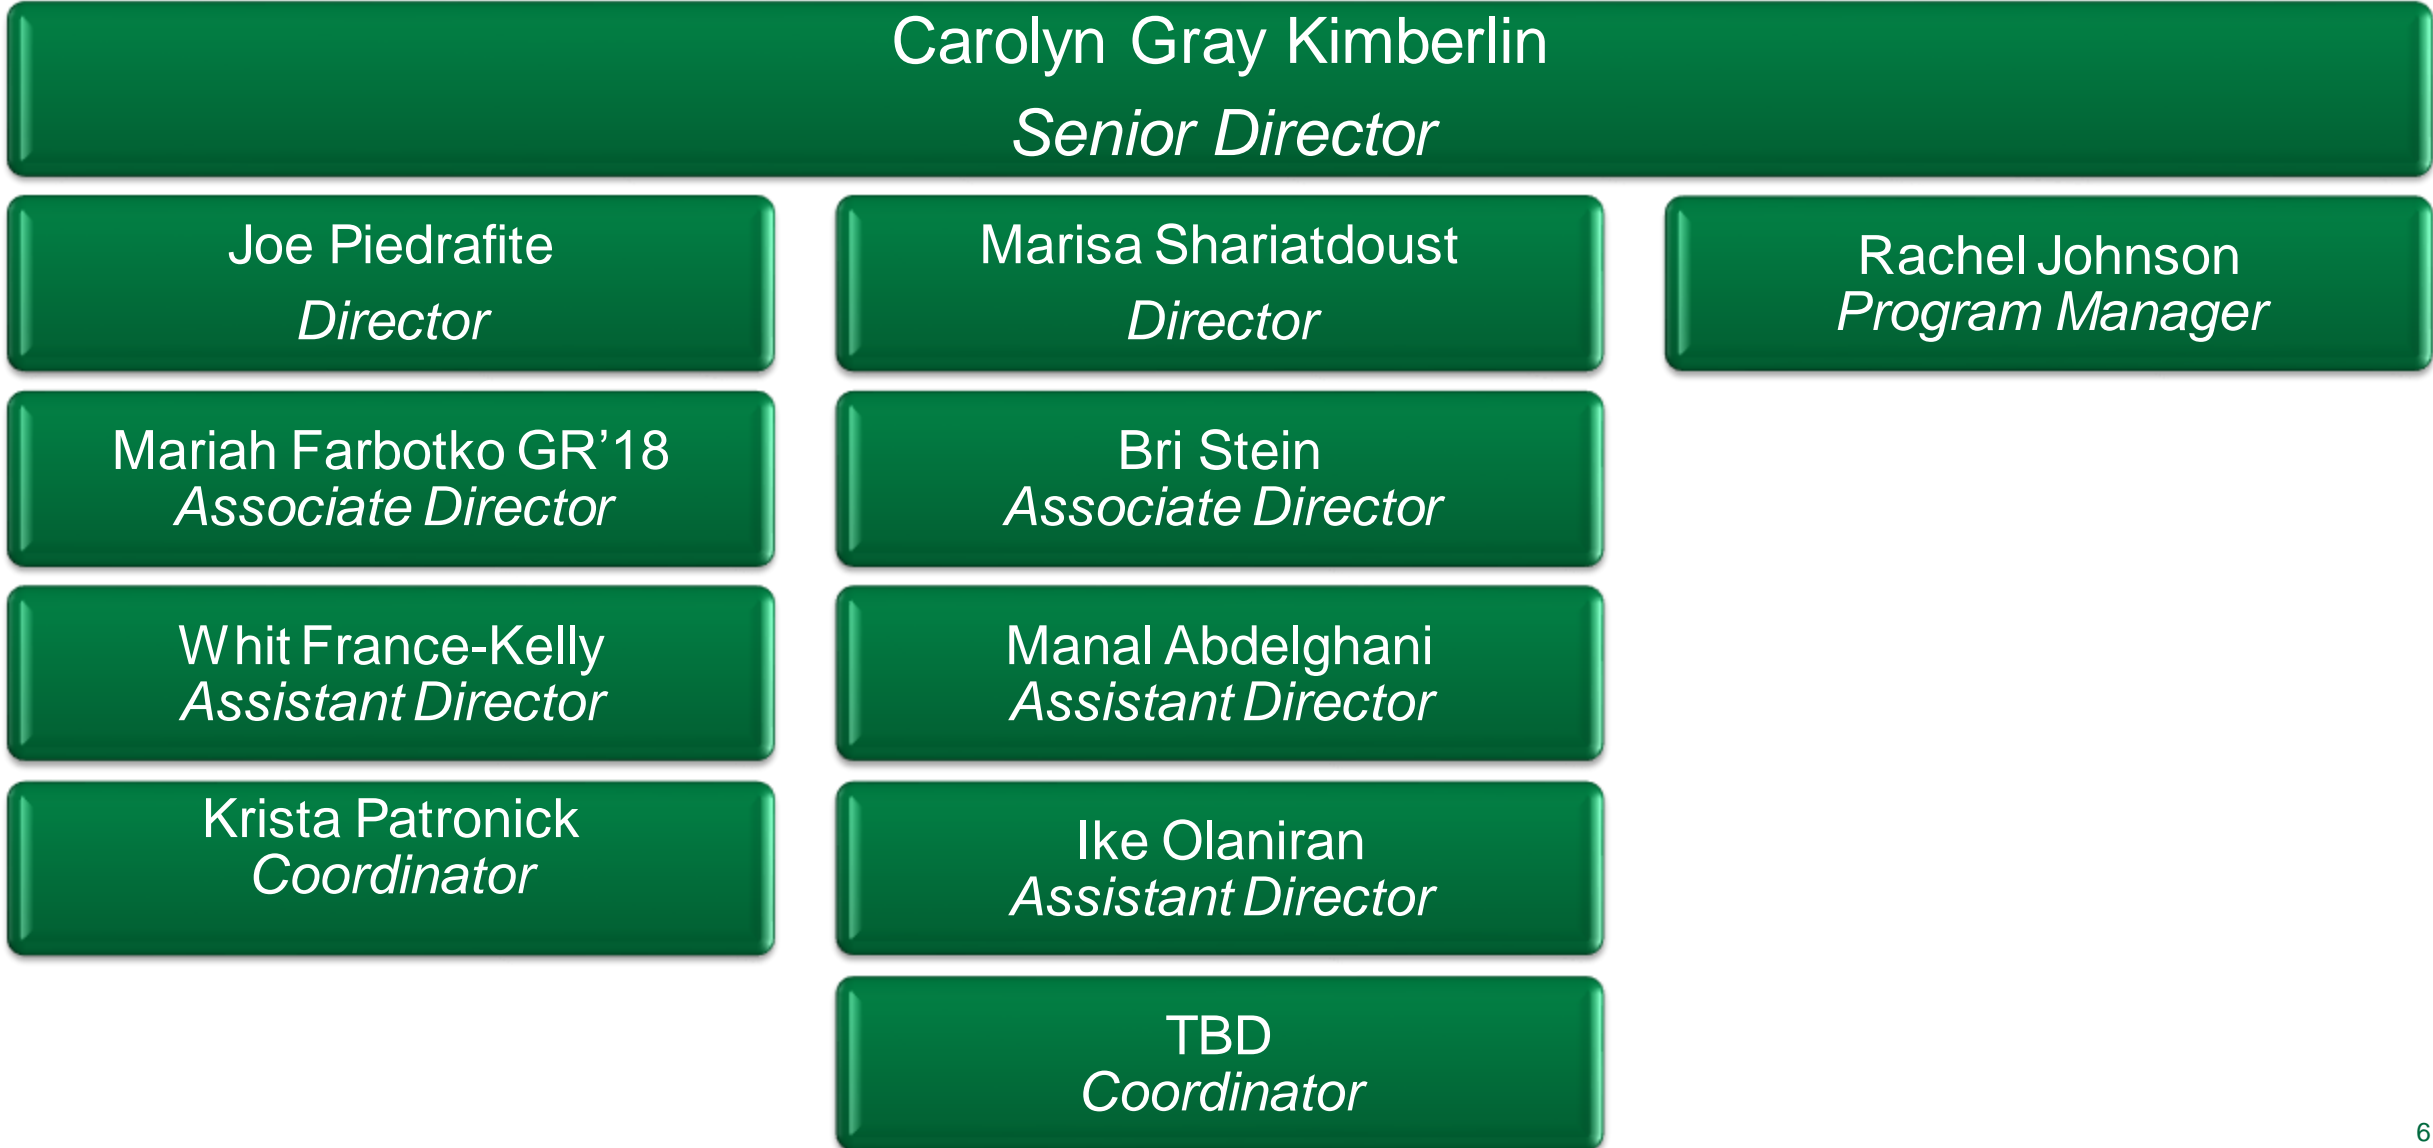 Carolyn Gray Kimberlin
Senior Director
Joe Piedrafite
Director
Marisa Shariatdoust
Director
Rachel Johnson
Program Manager
Mariah Farbotko GR’18
Associate Director
Bri Stein
Associate Director
Whit France-Kelly
Assistant Director
Manal Abdelghani
Assistant Director
Krista Patronick
Coordinator
Ike Olaniran
Assistant Director
TBD
Coordinator
6